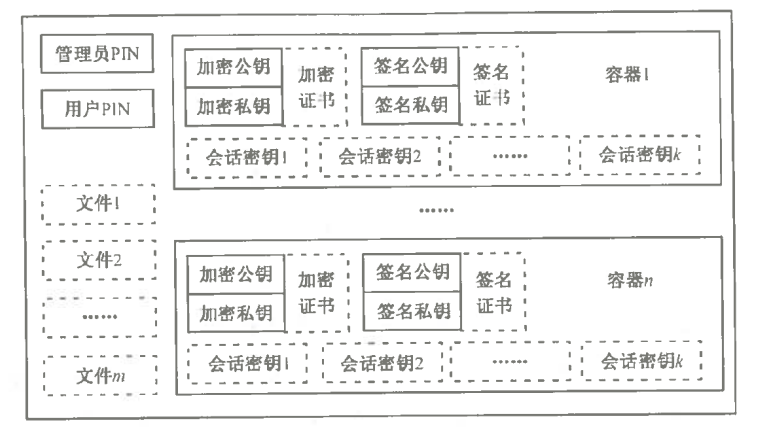 管理员PIN
用户PIN
文件1
文件2
……
文件m
加密公钥
加密私钥
加密
证书
签名公钥
签名私钥
签名
证书
容器1
会话密钥1
会话密钥2
……
会话密钥k
……
加密公钥
加密私钥
加密
证书
签名公钥
签名私钥
签名
证书
容器n
会话密钥1
会话密钥2
……
会话密钥k